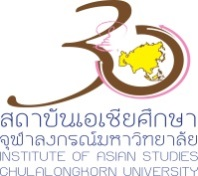 30
สถาบันเอเชียศึกษา
จุฬาลงกรณ์มหาวิทยาลัย
INSTITUTE OF ASIAN STUDIES
CHULALONGKORN UNIVERSITY